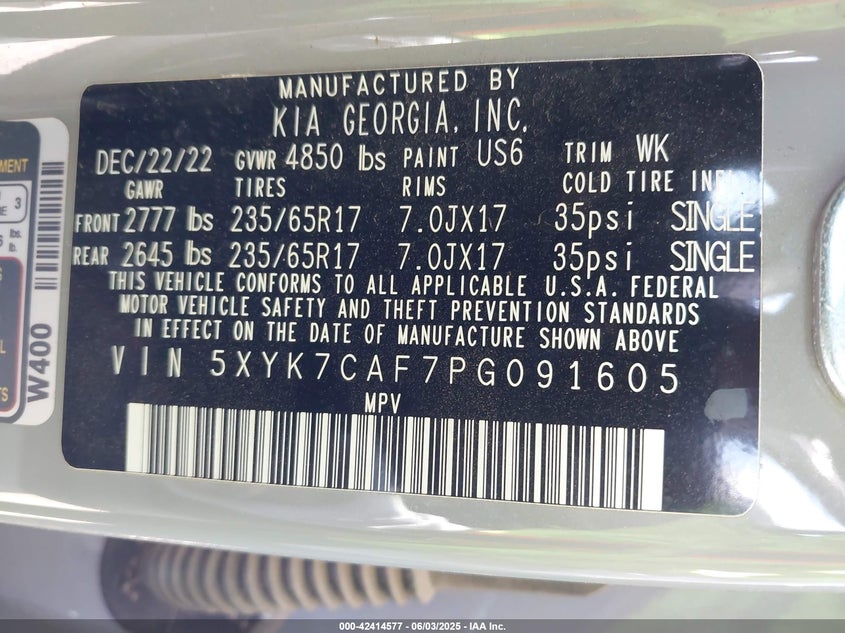 MANUFACTURED BY
KIA GEORGIA, INC.
DEC/22/22 GVWR 4850 lbs PAINT US6 TRIM WK
GAWR TIRES RIMS COLD TIRE INFL
FRONT 2777 lbs 235/65R17 7.0JX17 35psi SINGLE
REAR 2645 lbs 235/65R17 7.0JX17 35psi SINGLE
THIS VEHICLE CONFORMS TO ALL APPLICABLE U.S.A. FEDERAL
MOTOR VEHICLE SAFETY AND THEFT PREVENTION STANDARDS
IN EFFECT ON THE DATE OF MANUFACTURE SHOWN ABOVE
VIN 5XYK7CAF7PG091605
MPV
W400
3
000-42414577 - 06/03/2025 - IAA Inc.